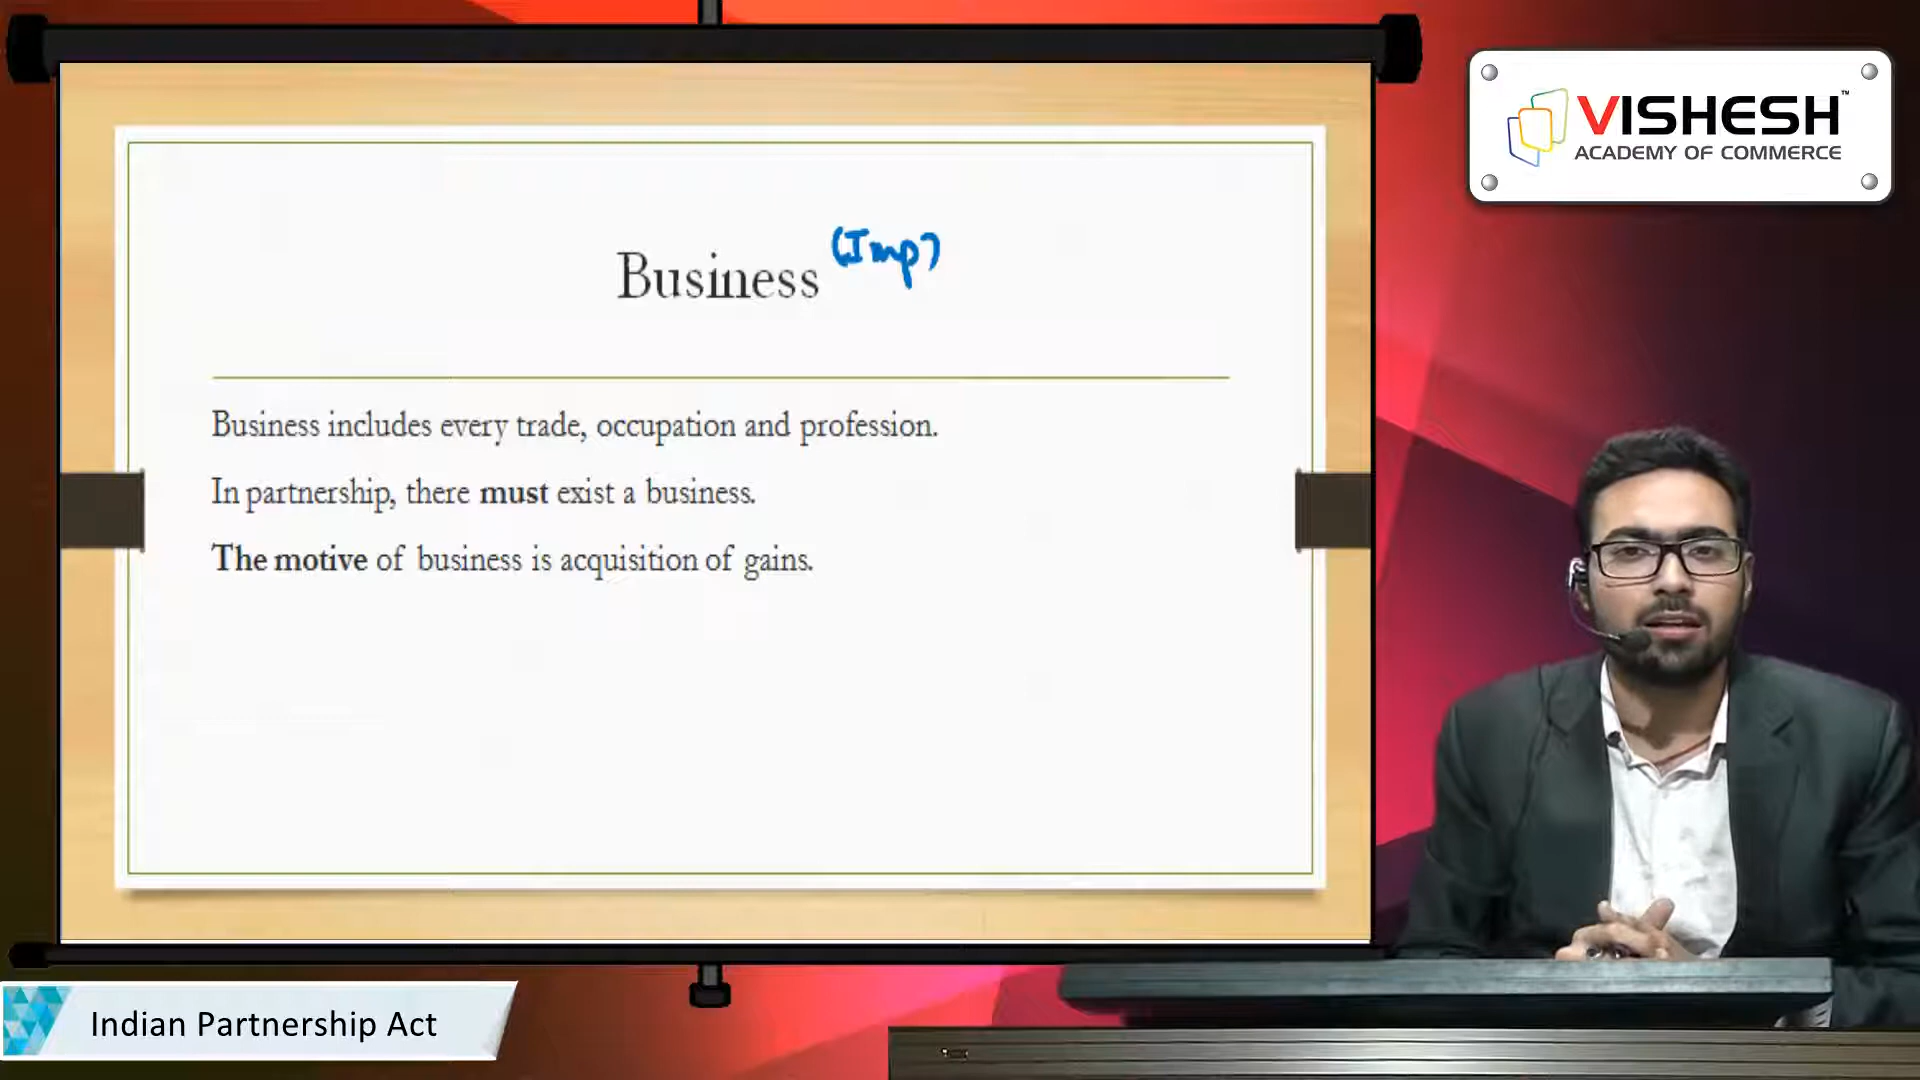 VISHESH™
ACADEMY OF COMMERCE
Business (Imp)
Business includes every trade, occupation and profession.
In partnership, there must exist a business.
The motive of business is acquisition of gains.
Indian Partnership Act